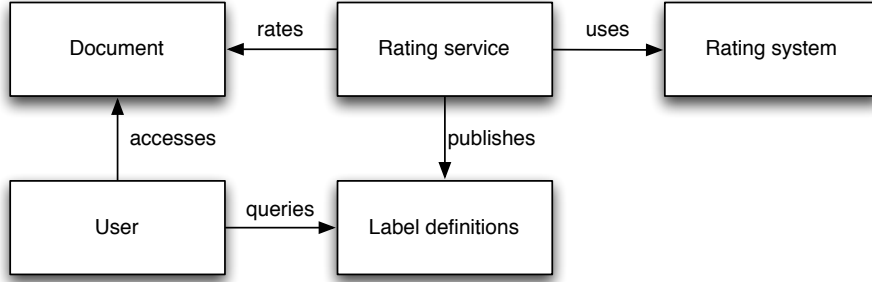 rates
uses
Document
Rating service
Rating system
accesses
publishes
queries
User
Label definitions